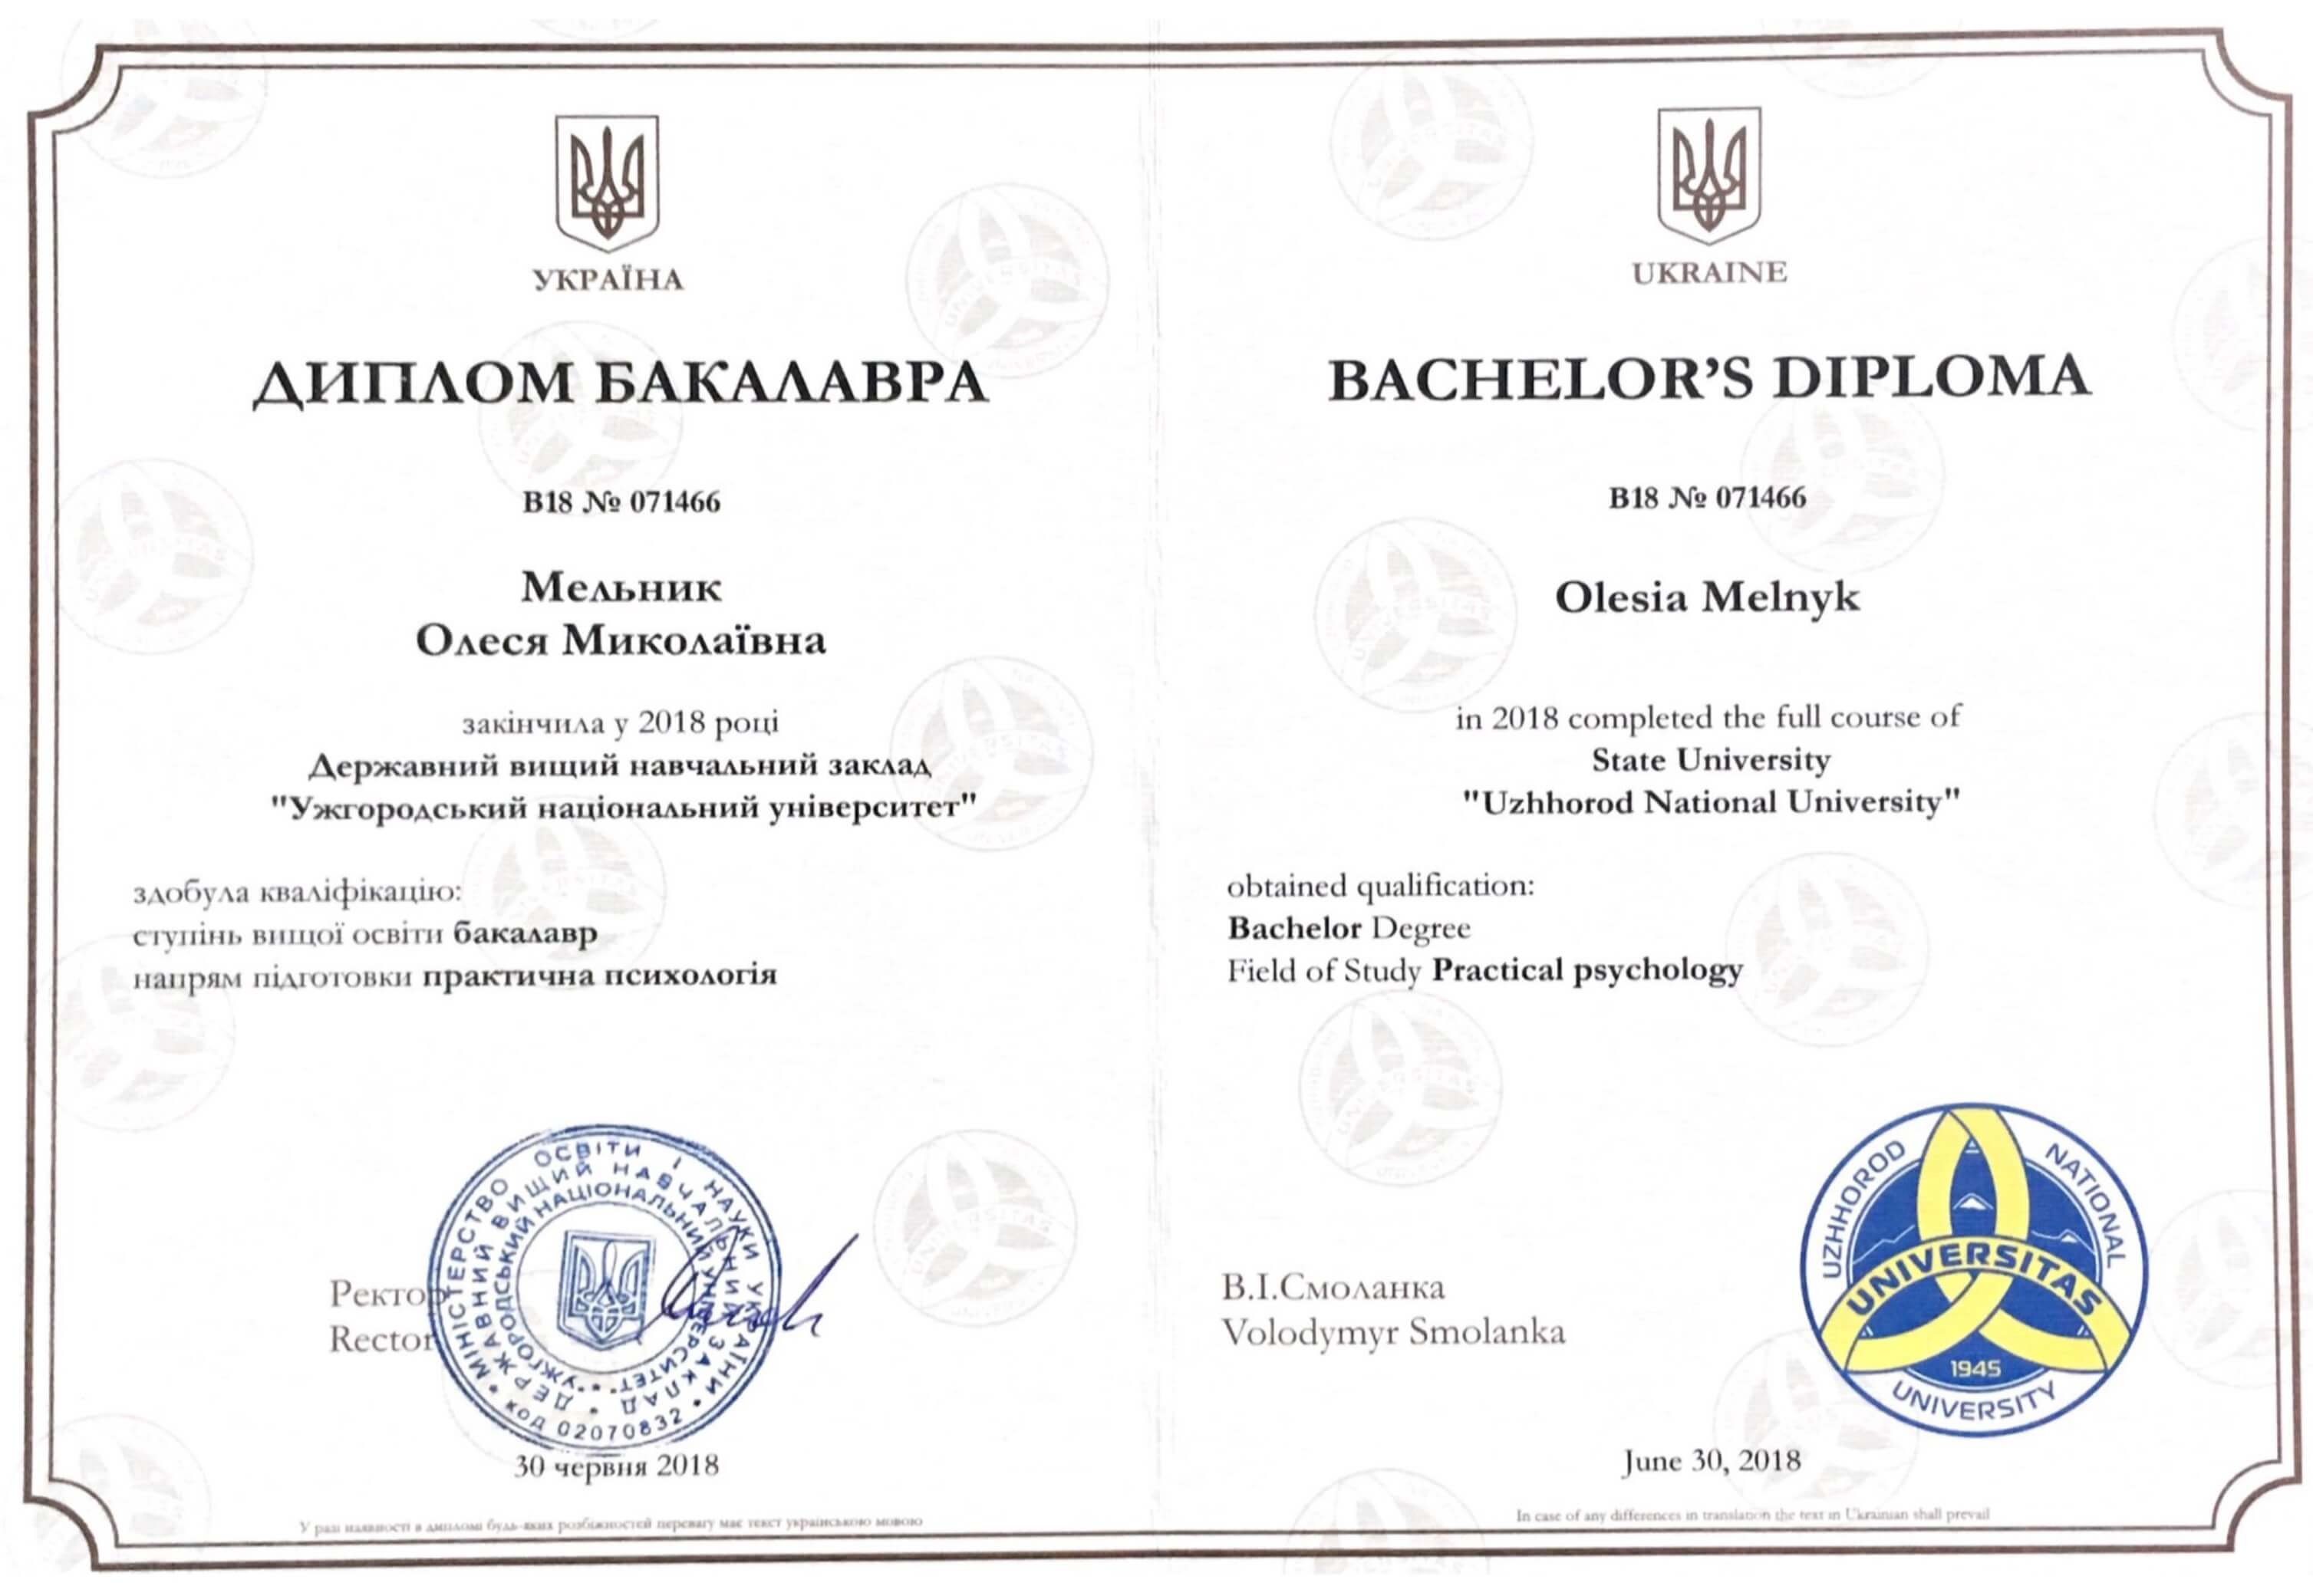 УКРАЇНА
ДИПЛОМ БАКАЛАВРА
B18 № 071466
Мельник
Олеся Миколаївна
закінчила у 2018 році
Державний вищий навчальний заклад
"Ужгородський національний університет"
здобула кваліфікацію:
ступінь вищої освіти бакалавр
напрям підготовки практична психологія
Ректор
Rector
МІНІСТЕРСТВО ОСВІТИ І НАУКИ УКРАЇНИ
ДЕРЖАВНИЙ ВИЩИЙ НАВЧАЛЬНИЙ ЗАКЛАД
"УЖГОРОДСЬКИЙ НАЦІОНАЛЬНИЙ УНІВЕРСИТЕТ"
код 02070832
30 червня 2018
У разі наявності в дипломі будь-яких розбіжностей перевагу має текст українською мовою
UKRAINE
BACHELOR’S DIPLOMA
B18 № 071466
Olesia Melnyk
in 2018 completed the full course of
State University
"Uzhhorod National University"
obtained qualification:
Bachelor Degree
Field of Study Practical psychology
В.І.Смоланка
Volodymyr Smolanka
UZHHOROD NATIONAL
UNIVERSITAS
1945
UNIVERSITY
June 30, 2018
In case of any differences in translation the text in Ukrainian shall prevail